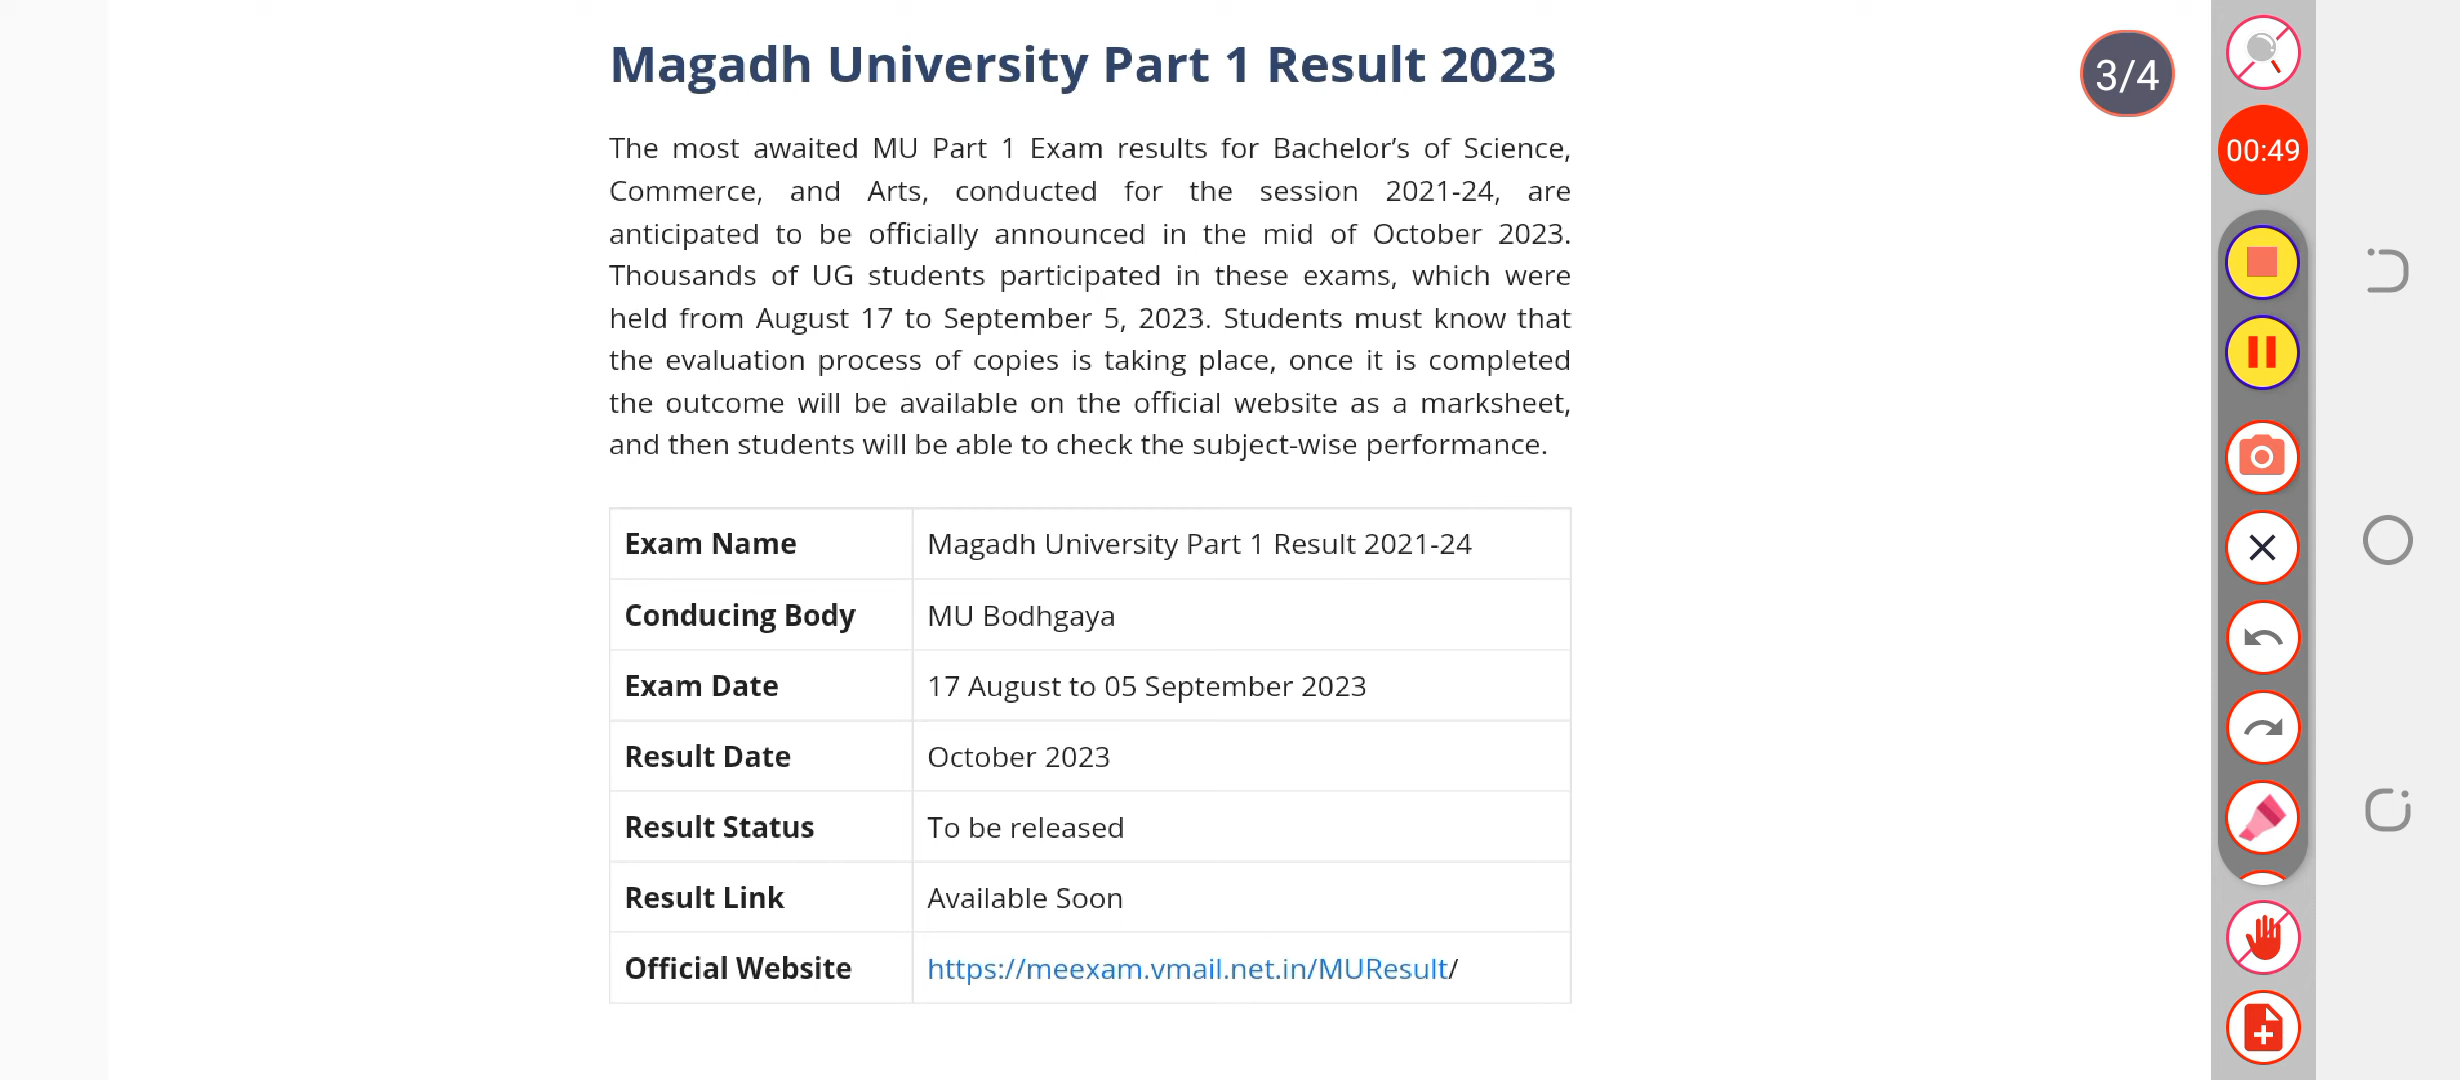 Magadh University Part 1 Result 2023
3/4
00:49
The most awaited MU Part 1 Exam results for Bachelor’s of Science,
Commerce, and Arts, conducted for the session 2021-24, are
anticipated to be officially announced in the mid of October 2023.
Thousands of UG students participated in these exams, which were
held from August 17 to September 5, 2023. Students must know that
the evaluation process of copies is taking place, once it is completed
the outcome will be available on the official website as a marksheet,
and then students will be able to check the subject-wise performance.
Exam Name Magadh University Part 1 Result 2021-24
Conducing Body MU Bodhgaya
Exam Date 17 August to 05 September 2023
Result Date October 2023
Result Status To be released
Result Link Available Soon
Official Website https://meexam.vmail.net.in/MUResult/